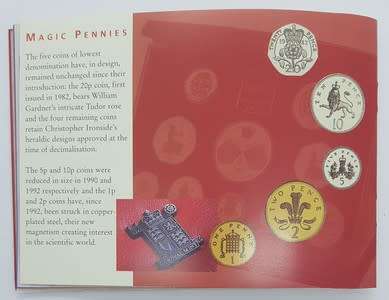 MAGIC PENNIES
The five coins of lowest
denomination have, in design,
remained unchanged since their
introduction: the 20p coin, first
issued in 1982, bears William
Gardner's intricate Tudor rose
and the four remaining coins
retain Christopher Ironside's
heraldic designs approved at the
time of decimalisation.
The 5p and 10p coins were
reduced in size in 1990 and
1992 respectively and the 1p
and 2p coins have, since
1992, been struck in copper-
plated steel, their new
magnetism creating interest
in the scientific world.
TWENTY PENCE
20
TEN PENCE
10
FIVE PENCE
5
TWO PENCE
2
ONE PENNY
1